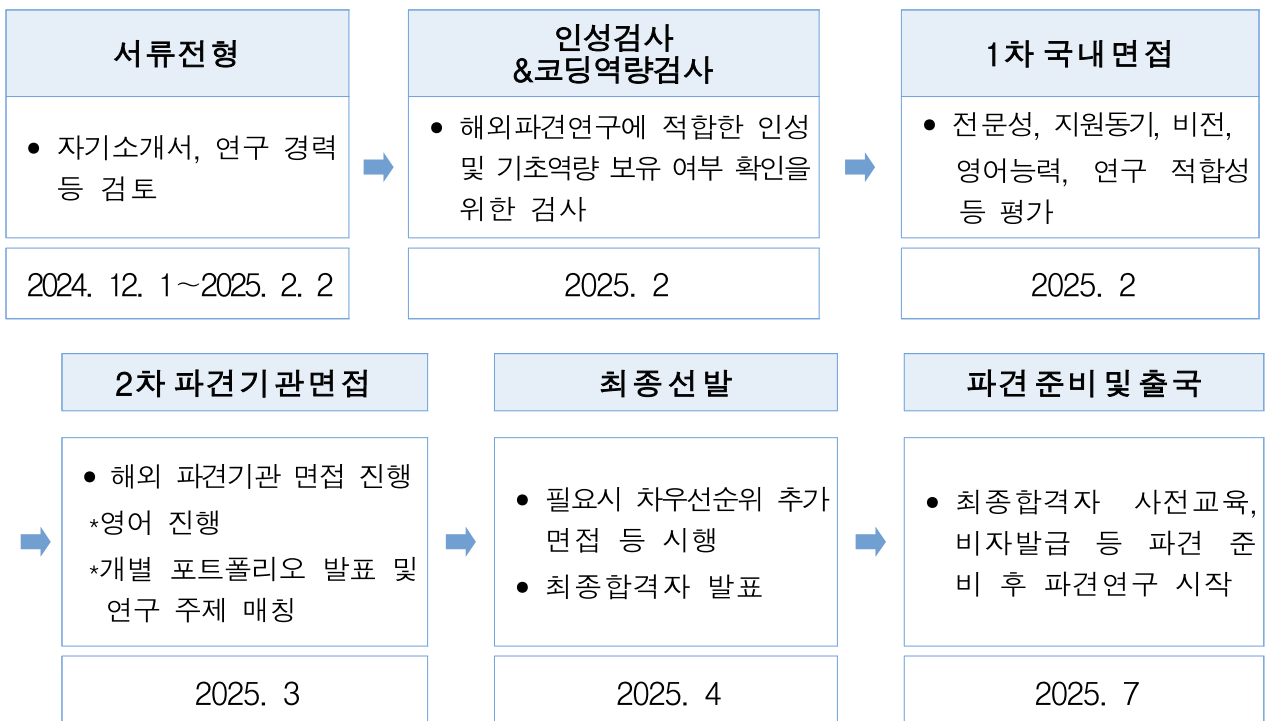 서류전형
● 자기소개서, 연구 경력
등 검토
2024. 12. 1~2025. 2. 2
인성검사
&코딩역량검사
● 해외파견연구에 적합한 인성
및 기초역량 보유 여부 확인을
위한 검사
2025. 2
1차 국내면접
● 전문성, 지원동기, 비전,
영어능력, 연구 적합성
등 평가
2025. 2
2차 파견기관면접
● 해외 파견기관 면접 진행
*영어 진행
*개별 포트폴리오 발표 및
연구 주제 매칭
2025. 3
최종선발
● 필요시 차우선순위 추가
면접 등 시행
● 최종합격자 발표
2025. 4
파견 준비 및 출국
● 최종합격자 사전교육,
비자발급 등 파견 준
비 후 파견연구 시작
2025. 7